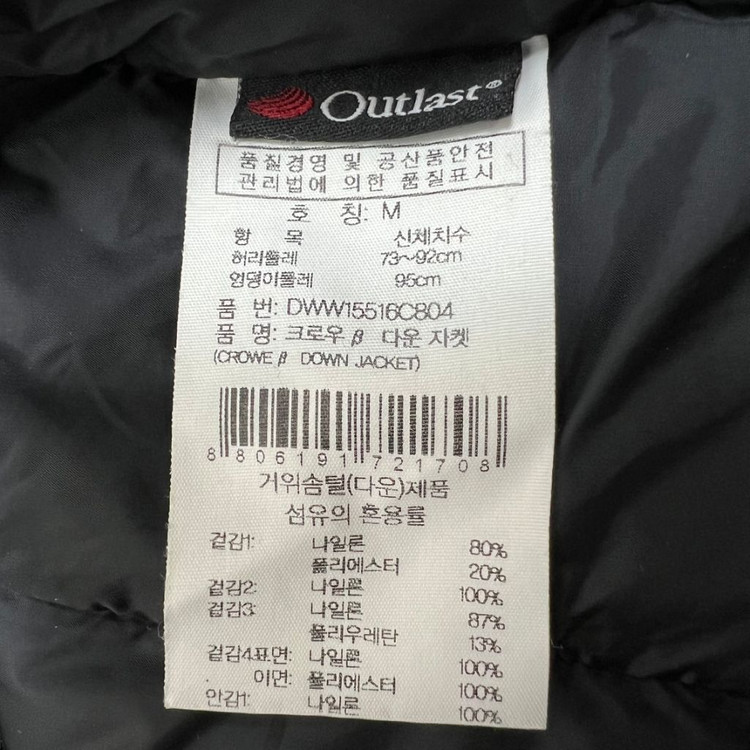 Outlast®
품질경영 및 공산품안전
관리법에 의한 품질표시
호 칭: M
항 목 신체치수
허리둘레 73~92cm
엉덩이둘레 95cm
품 번: DWW15516C804
품 명: 크로우 β 다운 자켓
(CROWE β DOWN JACKET)
8 806191 721708
거위솜털(다운)제품
섬유의 혼용률
겉감1: 나일론 80%
폴리에스터 20%
겉감2: 나일론 100%
겉감3: 나일론 87%
폴리우레탄 13%
겉감4표면: 나일론 100%
이면: 폴리에스터 100%
안감1: 나일론 100%